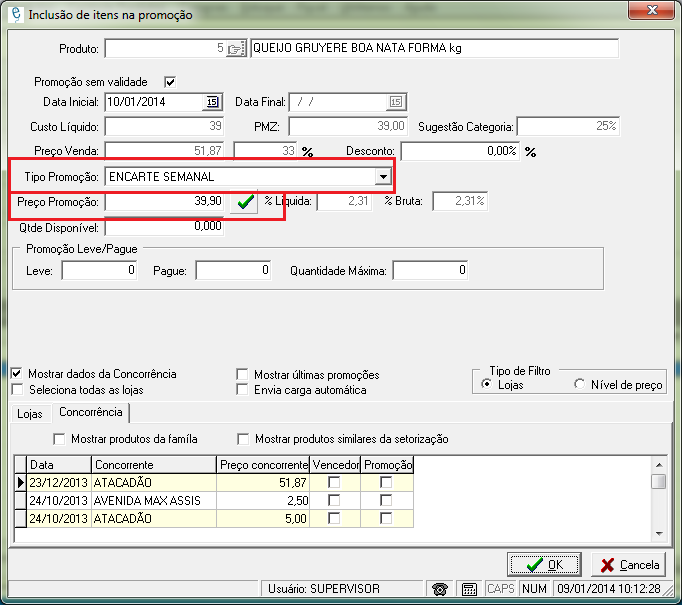 Inclusão de itens na promoção
Produto: 5 QUEIJO GRUYERE BOA NATA FORMA kg
Promoção sem validade
Data Inicial: 10/01/2014 15 Data Final: / / 15
Custo Líquido: 39 PMZ: 39,00 Sugestão Categoria: 25%
Preço Venda: 51,87 33 % Desconto: 0,00% %
Tipo Promoção: ENCARTE SEMANAL
Preço Promoção: 39,90 % Líquida: 2,31 % Bruta: 2,31%
Qtde Disponível: 0,000
Promoção Leve/Pague
Leve: 0 Pague: 0 Quantidade Máxima: 0
Mostrar dados da Concorrência Mostrar últimas promoções Tipo de Filtro
Seleciona todas as lojas Envia carga automática Lojas Nível de preço
Lojas Concorrência
Mostrar produtos da famíla Mostrar produtos similares da setorização
Data Concorrente Preço concorrente Vencedor Promoção
23/12/2013 ATACADÃO 51,87
24/10/2013 AVENIDA MAX ASSIS 2,50
24/10/2013 ATACADÃO 5,00
OK Cancela
Usuário: SUPERVISOR CAPS NUM 09/01/2014 10:12:28